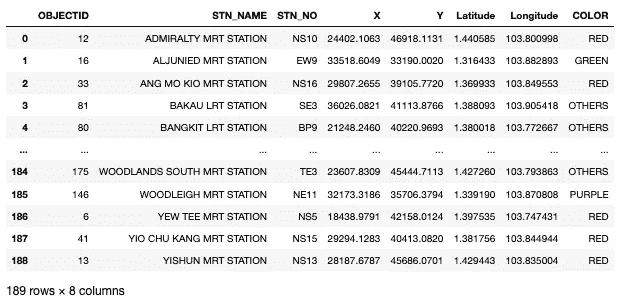 OBJECTID STN_NAME STN_NO X Y Latitude Longitude COLOR
0 12 ADMIRALTY MRT STATION NS10 24402.1063 46918.1131 1.440585 103.800998 RED
1 16 ALJUNIED MRT STATION EW9 33518.6049 33190.0020 1.316433 103.882893 GREEN
2 33 ANG MO KIO MRT STATION NS16 29807.2655 39105.7720 1.369933 103.849553 RED
3 81 BAKAU LRT STATION SE3 36026.0821 41113.8766 1.388093 103.905418 OTHERS
4 80 BANGKIT LRT STATION BP9 21248.2460 40220.9693 1.380018 103.772667 OTHERS
... ... ... ... ... ... ... ... ...
184 175 WOODLANDS SOUTH MRT STATION TE3 23607.8309 45444.7113 1.427260 103.793863 OTHERS
185 146 WOODLEIGH MRT STATION NE11 32173.3186 35706.3794 1.339190 103.870808 PURPLE
186 6 YEW TEE MRT STATION NS5 18438.9791 42158.0124 1.397535 103.747431 RED
187 41 YIO CHU KANG MRT STATION NS15 29294.1283 40413.0820 1.381756 103.844944 RED
188 13 YISHUN MRT STATION NS13 28187.6787 45686.0701 1.429443 103.835004 RED
189 rows × 8 columns